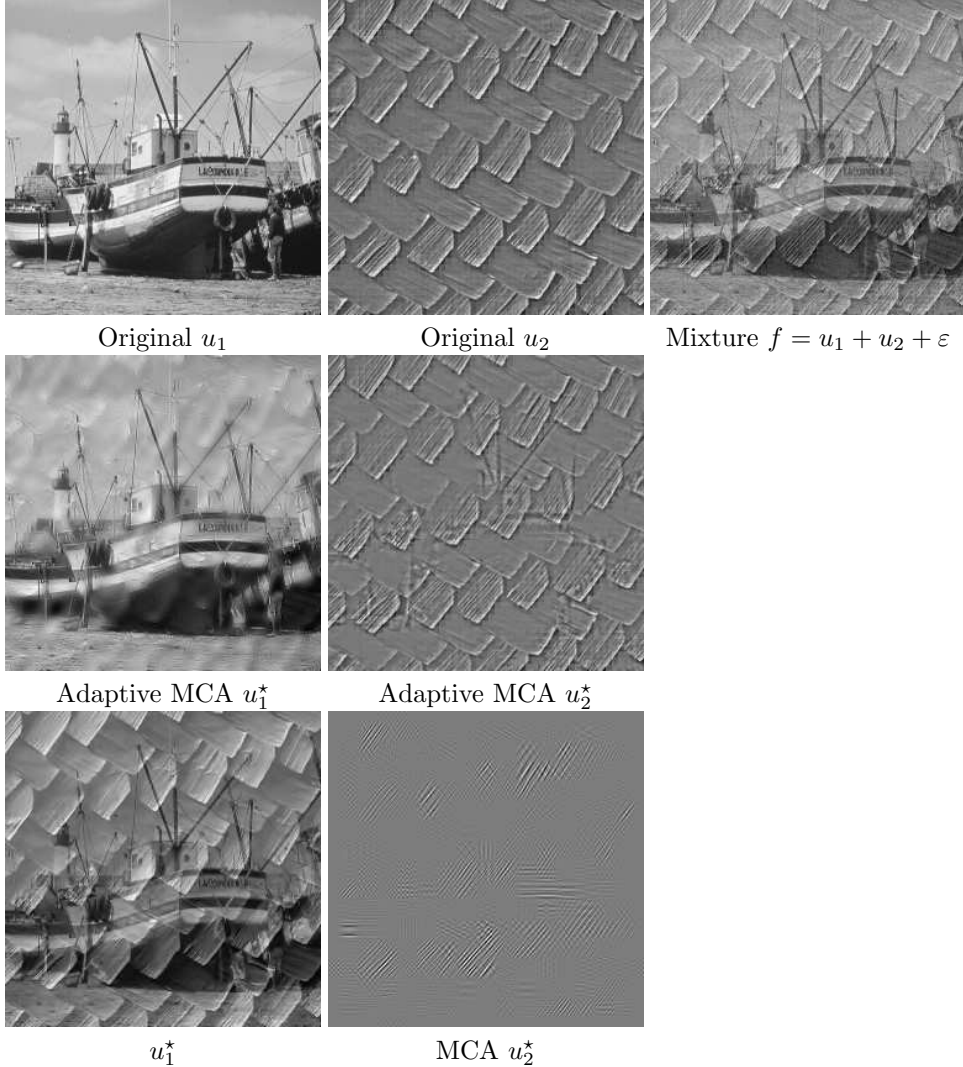 Original u₁
Original u₂
Mixture f = u₁ + u₂ + ε
Adaptive MCA u₁⋆
Adaptive MCA u₂⋆
u₁⋆
MCA u₂⋆